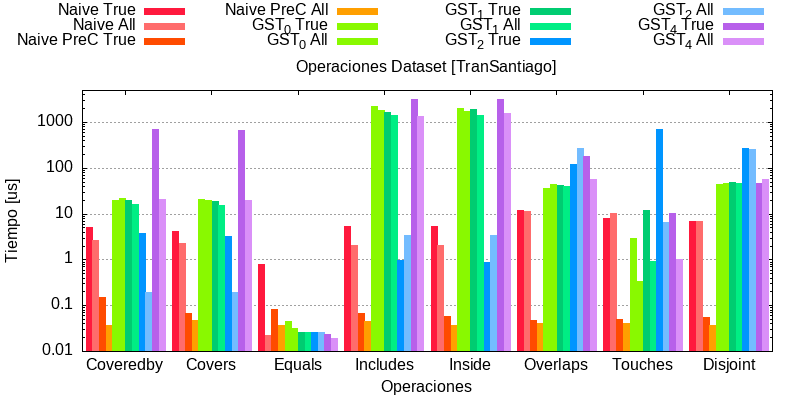 Naive True Naive PreC All GST1 True GST2 All
Naive All GST0 True GST1 All GST4 True
Naive PreC True GST0 All GST2 True GST4 All
Operaciones Dataset [TranSantiago]
1000
100
10
1
0.1
0.01
Tiempo [us]
Coveredby Covers Equals Includes Inside Overlaps Touches Disjoint
Operaciones